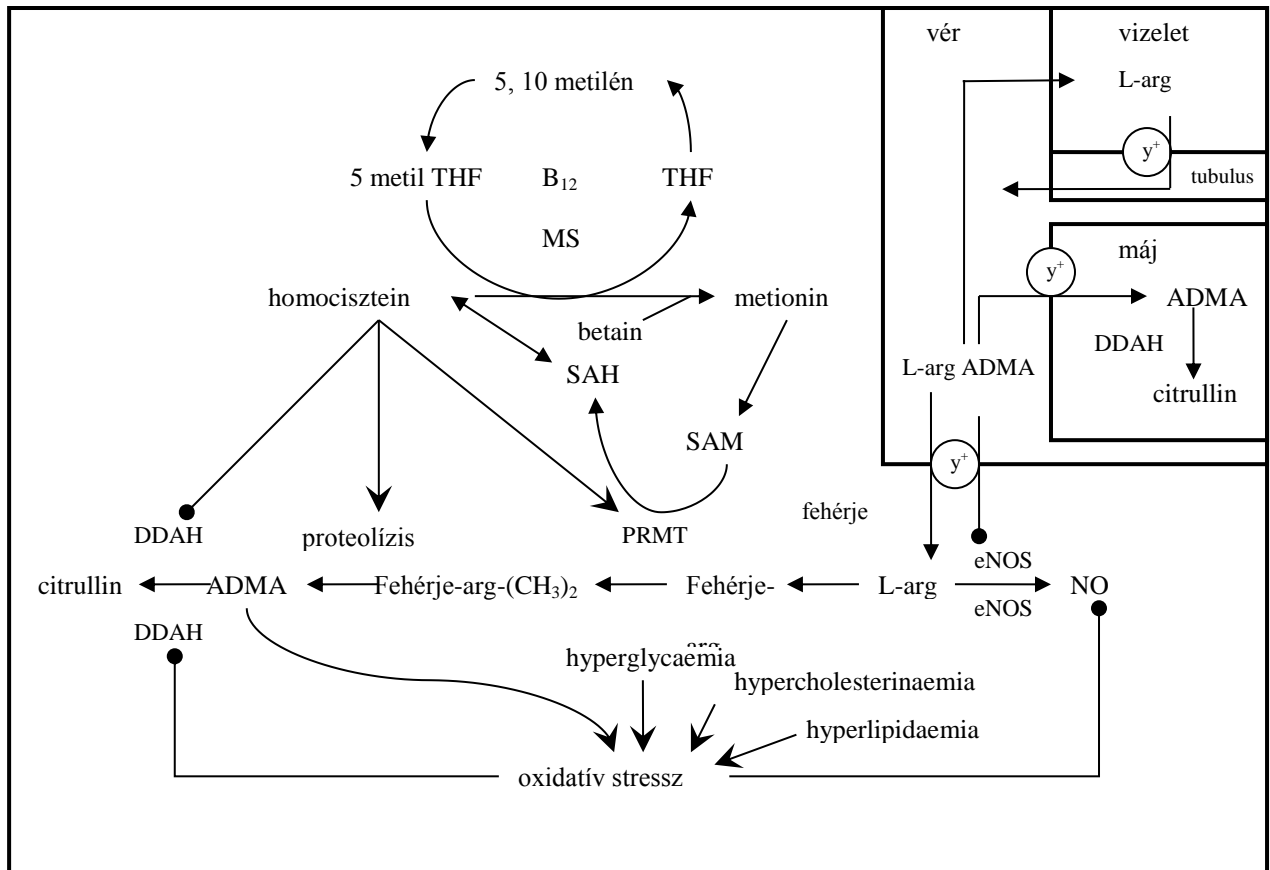 vér
vizelet
5, 10 metilén
L-arg
y⁺
5 metil THF
B₁₂
THF
tubulus
MS
máj
y⁺
homocisztein
metionin
ADMA
betain
DDAH
SAH
L-arg ADMA
citrullin
SAM
y⁺
fehérje
DDAH
proteolízis
PRMT
eNOS
citrullin
ADMA
Fehérje-arg-(CH₃)₂
Fehérje-
L-arg
NO
eNOS
DDAH
arg
hyperglycaemia
hypercholesterinaemia
hyperlipidaemia
oxidatív stressz